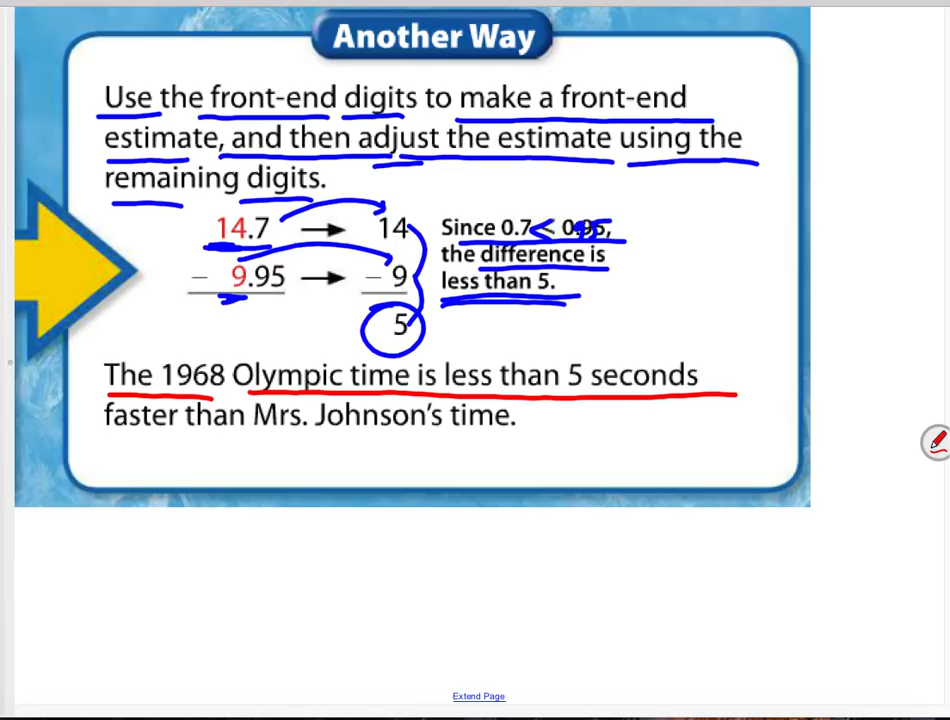 Another Way
Use the front-end digits to make a front-end
estimate, and then adjust the estimate using the
remaining digits.
14.7 → 14
− 9.95 → − 9
5
Since 0.7 < 0.95,
the difference is
less than 5.
The 1968 Olympic time is less than 5 seconds
faster than Mrs. Johnson’s time.
Extend Page